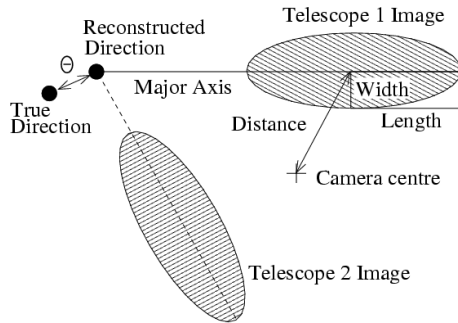 Reconstructed
Direction
Telescope 1 Image
Θ
True
Direction
Major Axis
Width
Distance
Length
Camera centre
Telescope 2 Image